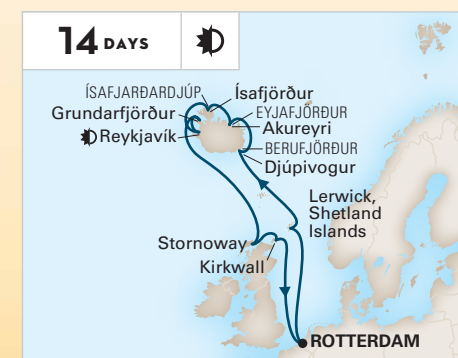 14 DAYS
ÍSAFJARÐARDJÚP
Ísafjörður
Grundarfjörður
EYJAFJÖRÐUR
Akureyri
Reykjavík
BERUFJÖRÐUR
Djúpivogur
Lerwick,
Shetland
Islands
Stornoway
Kirkwall
ROTTERDAM